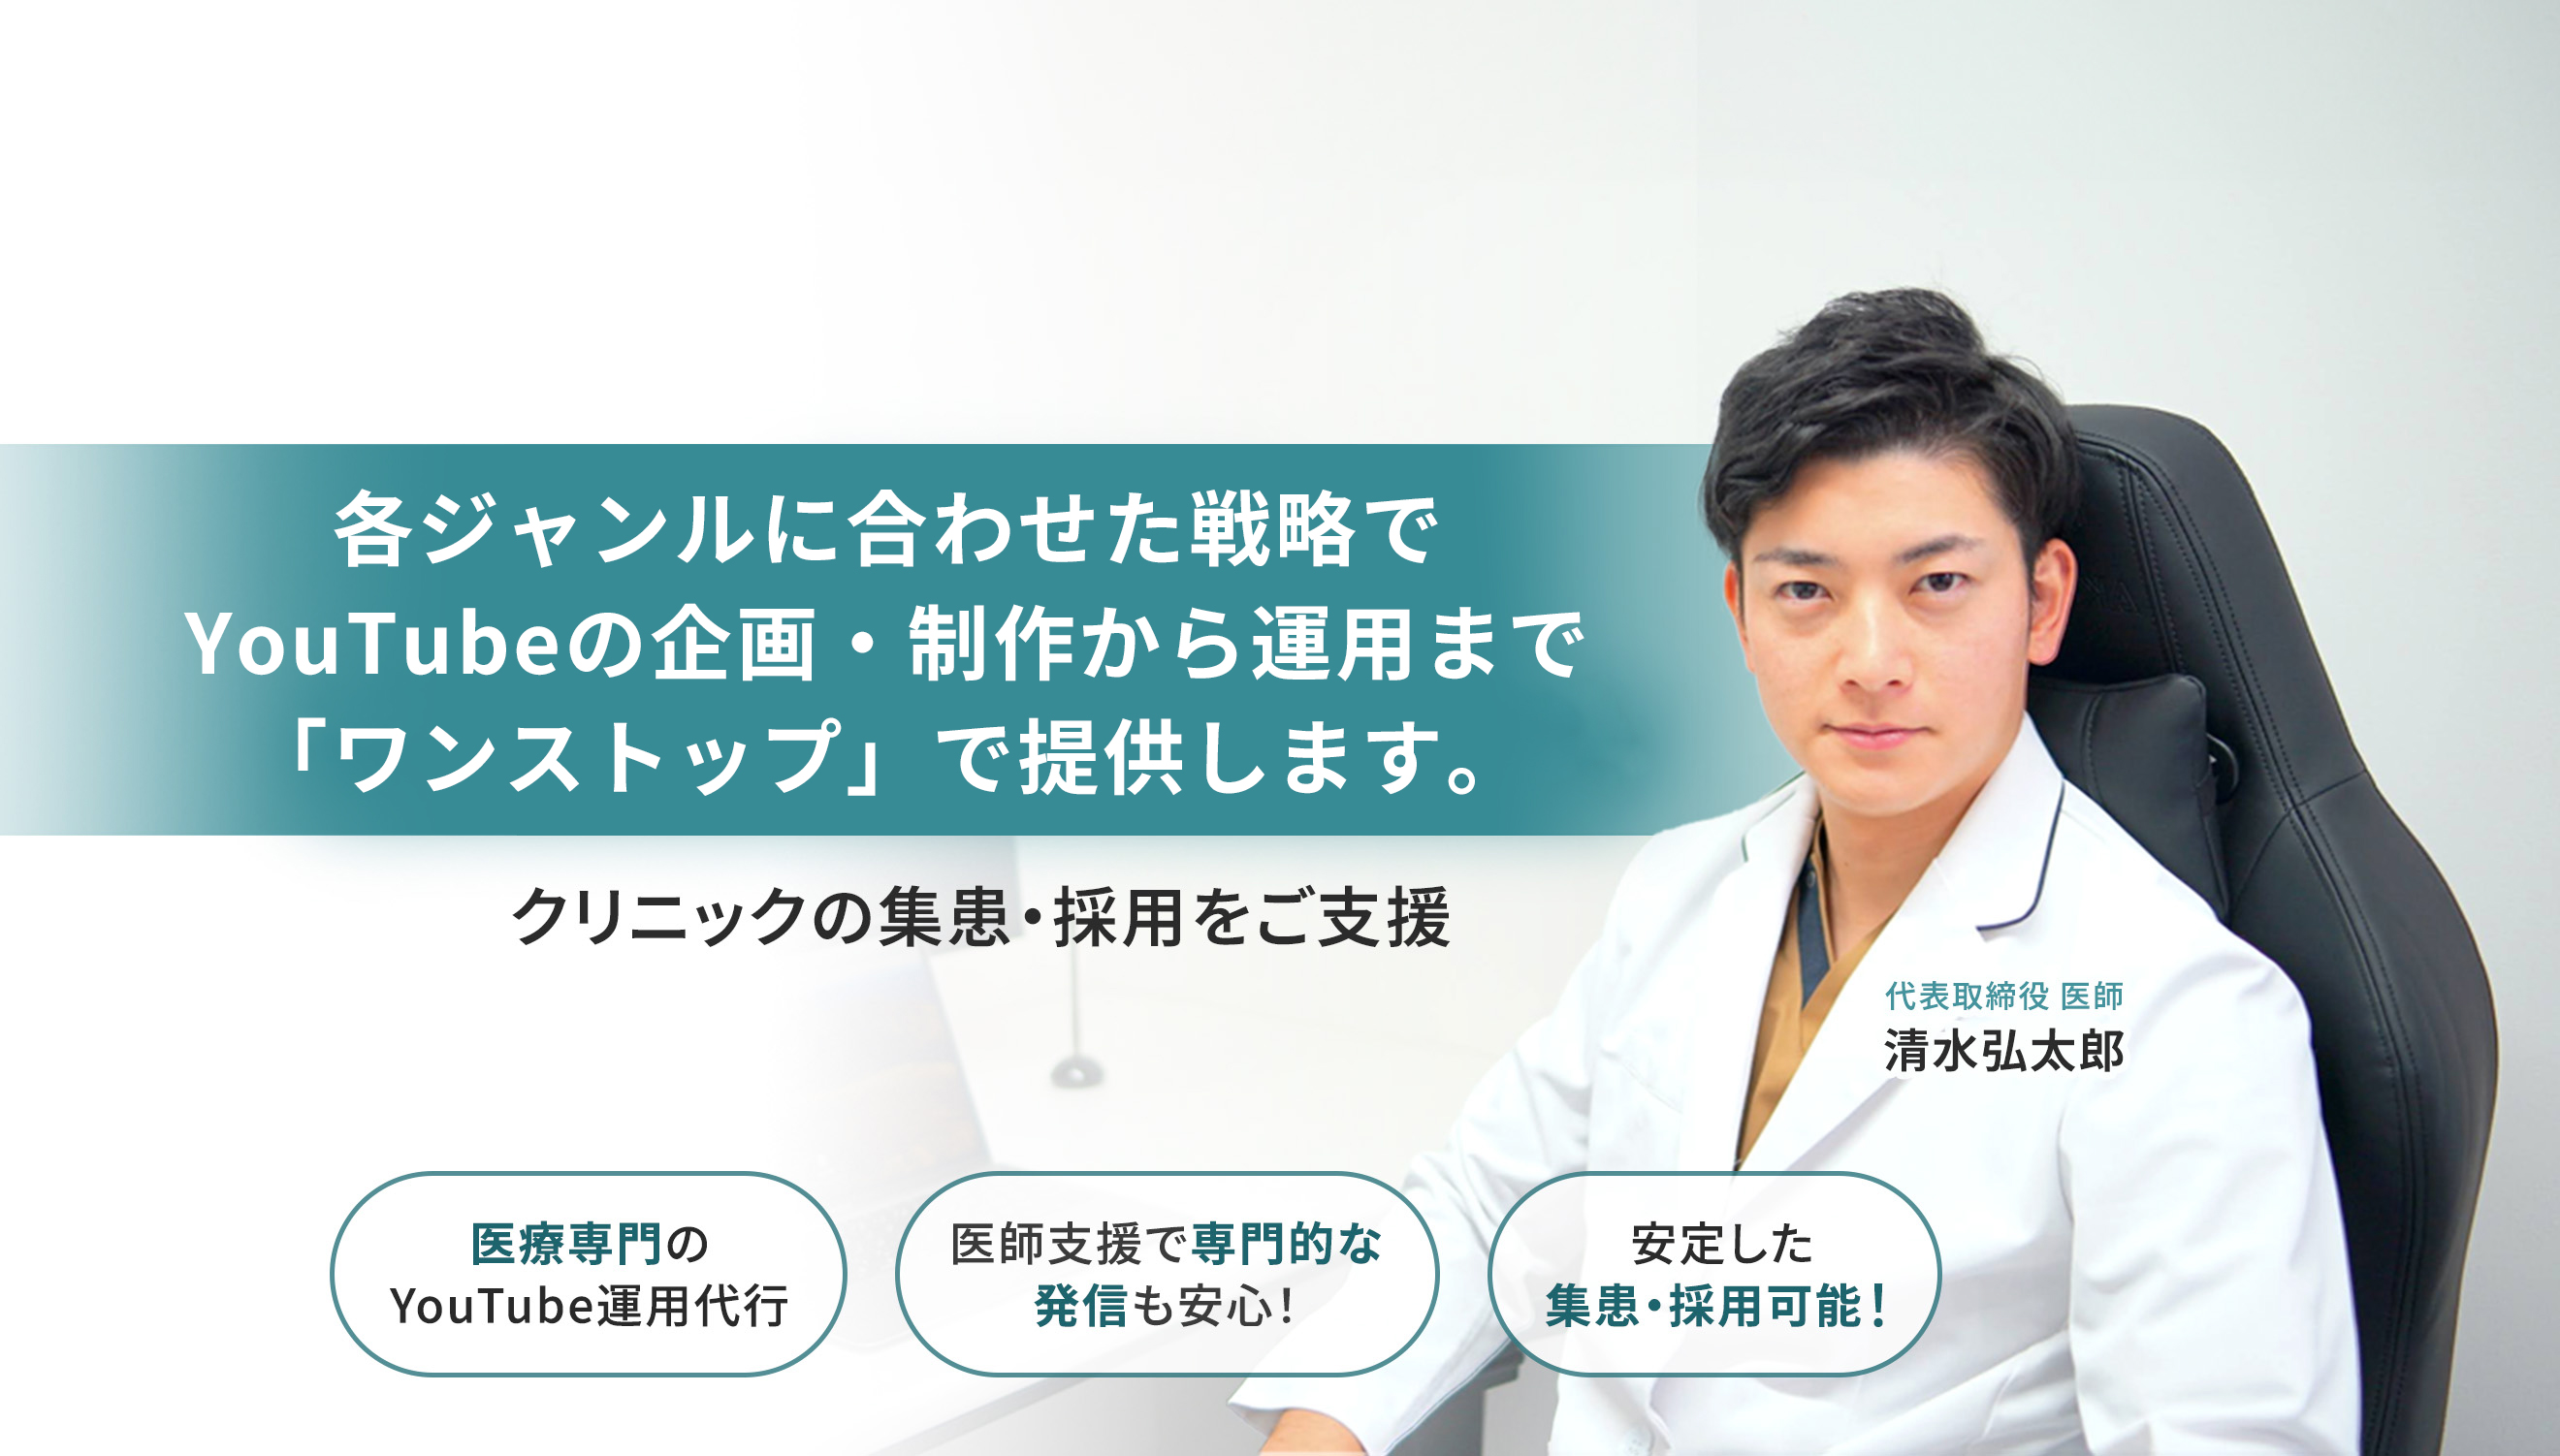 各ジャンルに合わせた戦略で
YouTubeの企画・制作から運用まで
「ワンストップ」で提供します。
クリニックの集患・採用をご支援
代表取締役 医師
清水弘太郎
医療専門の
YouTube運用代行
医師支援で専門的な
発信も安心！
安定した
集患・採用可能！